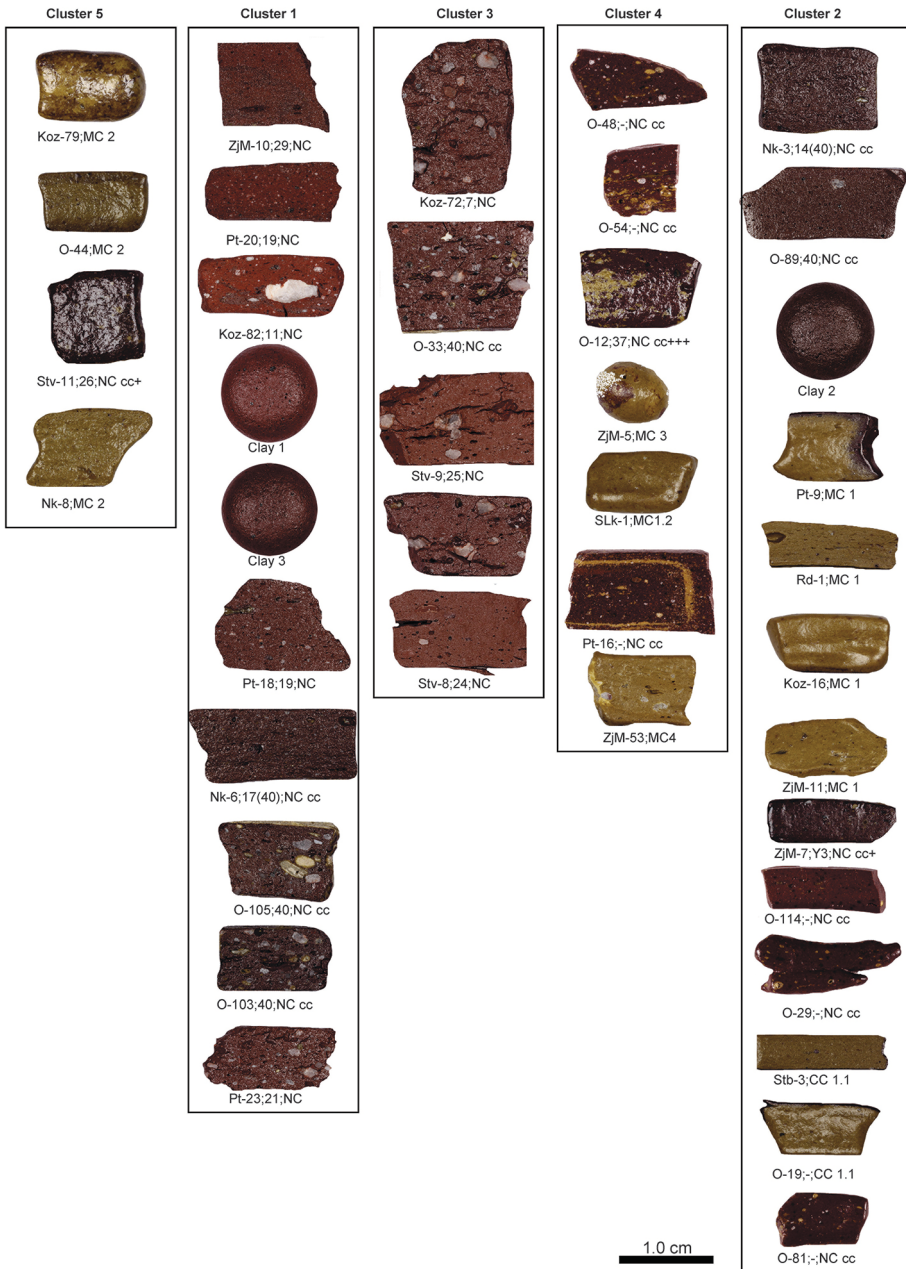 Cluster 5
Koz-79;MC 2
O-44;MC 2
Stv-11;26;NC cc+
Nk-8;MC 2
Cluster 1
ZjM-10;29;NC
Pt-20;19;NC
Koz-82;11;NC
Clay 1
Clay 3
Pt-18;19;NC
Nk-6;17(40);NC cc
O-105;40;NC cc
O-103;40;NC cc
Pt-23;21;NC
Cluster 3
Koz-72;7;NC
O-33;40;NC cc
Stv-9;25;NC
Stv-8;24;NC
Cluster 4
O-48;-;NC cc
O-54;-;NC cc
O-12;37;NC cc+++
ZjM-5;MC 3
SLk-1;MC1.2
Pt-16;-;NC cc
ZjM-53;MC4
Cluster 2
Nk-3;14(40);NC cc
O-89;40;NC cc
Clay 2
Pt-9;MC 1
Rd-1;MC 1
Koz-16;MC 1
ZjM-11;MC 1
ZjM-7;Y3;NC cc+
O-114;-;NC cc
O-29;-;NC cc
Stb-3;CC 1.1
O-19;-;CC 1.1
O-81;-;NC cc
1.0 cm